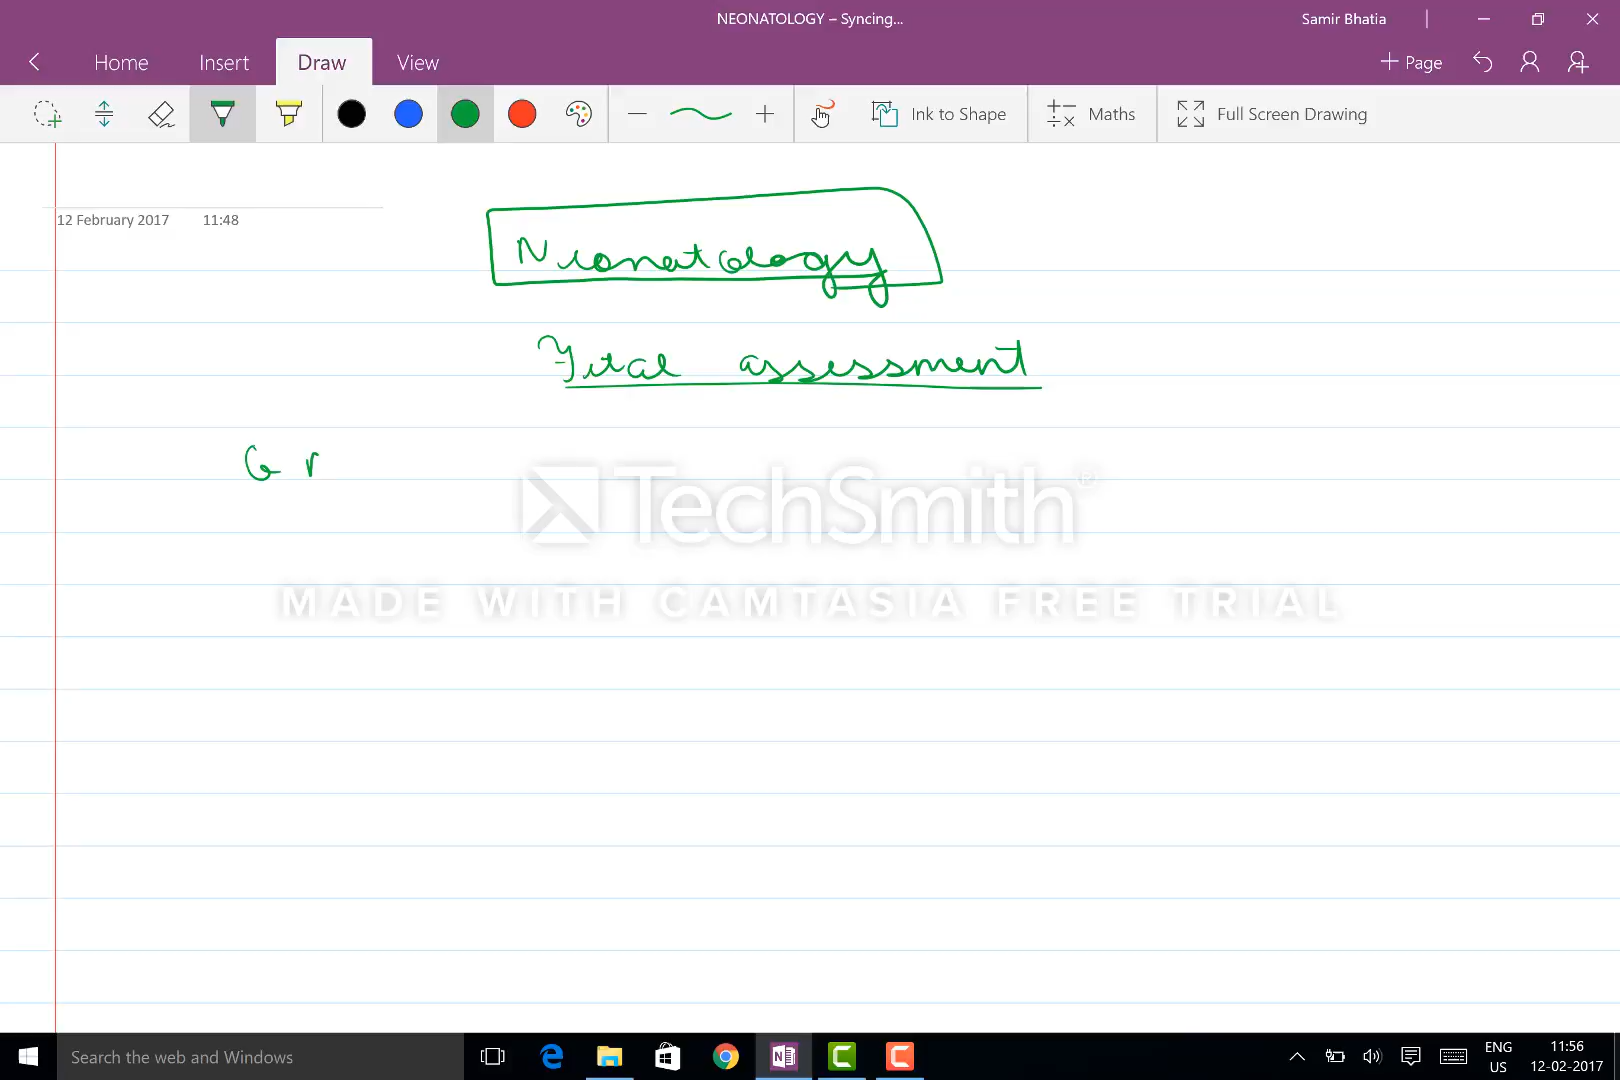 NEONATOLOGY – Syncing...
Samir Bhatia
Home Insert Draw View
Page
Ink to Shape Maths Full Screen Drawing
12 February 2017 11:48
Neonatology
Fetal assessment
G r
TechSmith®
MADE WITH CAMTASIA FREE TRIAL
Search the web and Windows
ENG
US
11:56
12-02-2017